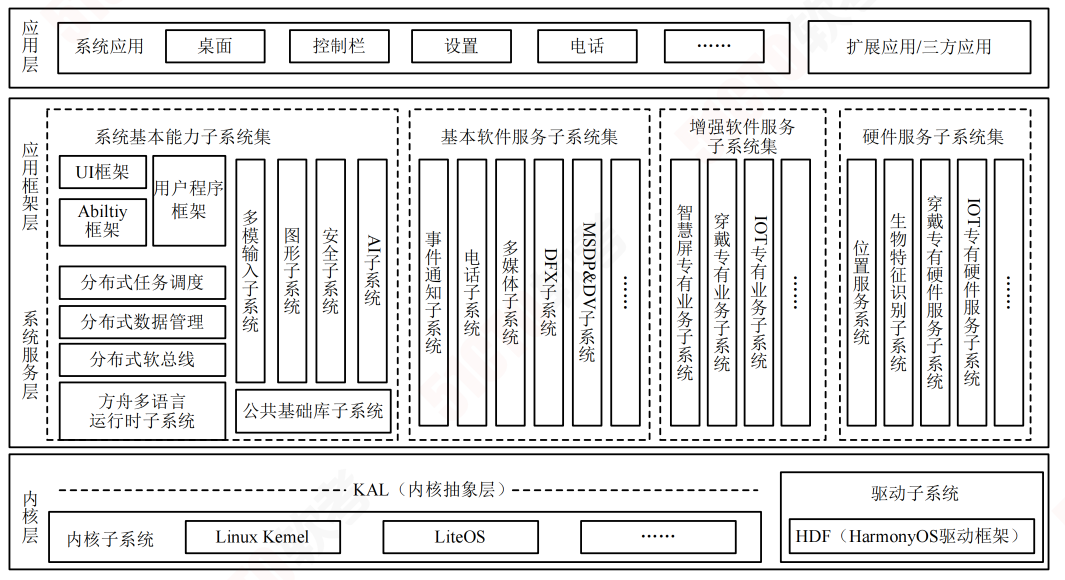 应用层
系统应用
桌面
控制栏
设置
电话
……
扩展应用/三方应用
应用框架层
系统服务层
系统基本能力子系统集
UI框架
Abiltiy
框架
用户程序
框架
分布式任务调度
分布式数据管理
分布式软总线
方舟多语言
运行时子系统
多模输入子系统
图形子系统
安全子系统
AI子系统
公共基础库子系统
基本软件服务子系统集
事件通知子系统
电话子系统
多媒体子系统
DFX子系统
MSDP&DV子系统
……
增强软件服务
子系统集
智慧屏专有业务子系统
穿戴专有业务子系统
IOT专有业务子系统
……
硬件服务子系统集
位置服务系统
生物特征识别子系统
穿戴专有硬件服务子系统
IOT专有硬件服务子系统
……
内核层
KAL（内核抽象层）
内核子系统
Linux Kemel
LiteOS
……
驱动子系统
HDF（HarmonyOS驱动框架）